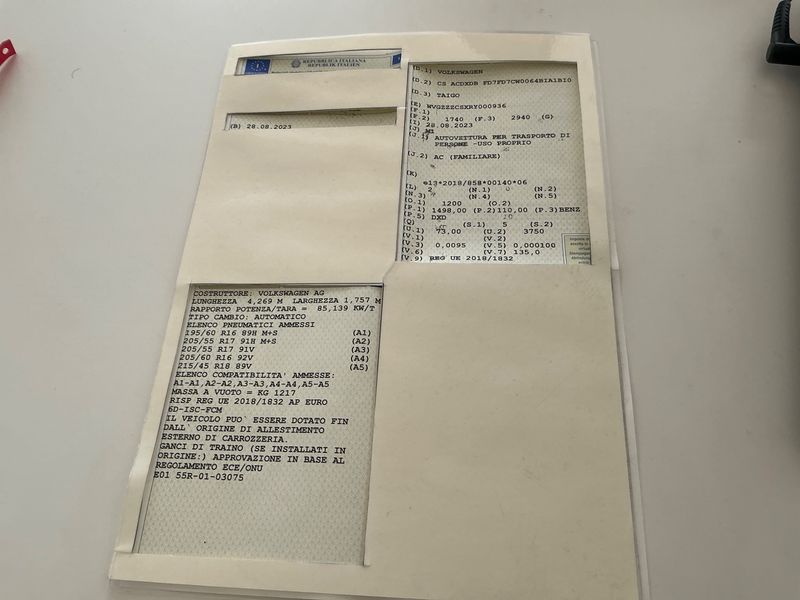 REPUBBLICA ITALIANA
REPUBLIK ITALIEN
(B) 28.08.2023
(D.1) VOLKSWAGEN
(D.2) CS ACDXDB FD7FD7CW0064BIA1BI0
(D.3) TAIGO
(E) WVGZZZCSXRY000936
(F.1)
(F.2) 1740 (F.3) 2940 (G)
(I) 28.08.2023
(J) M1
(J.1) AUTOVETTURA PER TRASPORTO DI
PERSONE -USO PROPRIO
(J.2) AC (FAMILIARE)
(K)
e13*2018/858*00140*06
(L) 2 (N.1) (N.2)
(N.3) (N.4) (N.5)
(O.1) 1200 (O.2)
(P.1) 1498,00 (P.2)110,00 (P.3)BENZ
(P.5) DXD
(Q) (S.1) 5 (S.2)
(U.1) 73,00 (U.2) 3750
(V.1) (V.2)
(V.3) 0,0095 (V.5) 0,000100
(V.6) (V.7) 135,0
(V.9) REG UE 2018/1832
COSTRUTTORE: VOLKSWAGEN AG
LUNGHEZZA 4,269 M LARGHEZZA 1,757 M
RAPPORTO POTENZA/TARA = 85,139 KW/T
TIPO CAMBIO: AUTOMATICO
ELENCO PNEUMATICI AMMESSI
195/60 R16 89H M+S (A1)
205/55 R17 91H M+S (A2)
205/55 R17 91V (A3)
205/60 R16 92V (A4)
215/45 R18 89V (A5)
ELENCO COMPATIBILITA' AMMESSE:
A1-A1,A2-A2,A3-A3,A4-A4,A5-A5
MASSA A VUOTO = KG 1217
RISP REG UE 2018/1832 AP EURO
6D-ISC-FCM
IL VEICOLO PUO` ESSERE DOTATO FIN
DALL` ORIGINE DI ALLESTIMENTO
ESTERNO DI CARROZZERIA.
GANCI DI TRAINO (SE INSTALLATI IN
ORIGINE:) APPROVAZIONE IN BASE AL
REGOLAMENTO ECE/ONU
E01 55R-01-03075